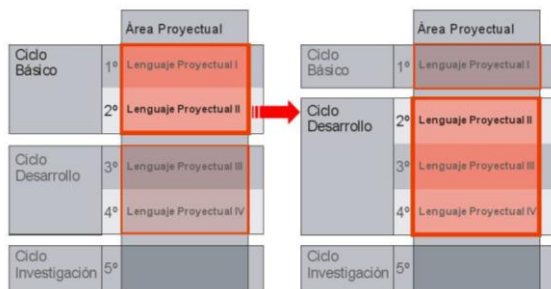 Área Proyectual
Ciclo
Básico
1º Lenguaje Proyectual I
2º Lenguaje Proyectual II
Ciclo
Desarrollo
3º Lenguaje Proyectual III
4º Lenguaje Proyectual IV
Ciclo
Investigación 5º
Área Proyectual
Ciclo
Básico
1º Lenguaje Proyectual I
Ciclo
Desarrollo
2º Lenguaje Proyectual II
3º Lenguaje Proyectual III
4º Lenguaje Proyectual IV
Ciclo
Investigación 5º